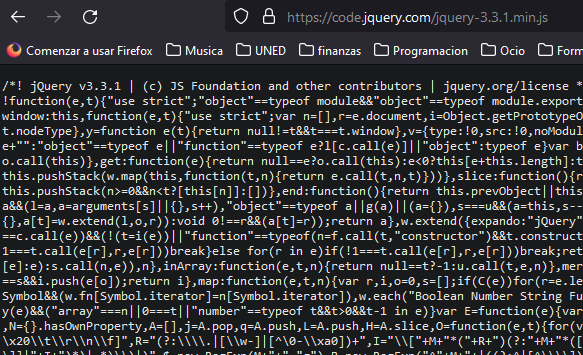 https://code.jquery.com/jquery-3.3.1.min.js
Comenzar a usar Firefox Musica UNED finanzas Programacion Ocio Form
/*! jQuery v3.3.1 | (c) JS Foundation and other contributors | jquery.org/license *
!function(e,t){"use strict";"object"==typeof module&&"object"==typeof module.export
window:this,function(e,t){"use strict";var n=[],r=e.document,i=Object.getPrototypeO
t.nodeType},y=function e(t){return null!=t&&t===t.window},v={type:!0,src:!0,noModul
e+"":"object"==typeof e||"function"==typeof e?l[c.call(e)]||"object":typeof e}var b
o.call(this)},get:function(e){return null==e?o.call(this):e<0?this[e+this.length]:t
this.pushStack(w.map(this,function(t,n){return e.call(t,n,t)}))},slice:function(){r
this.pushStack(n>=0&&n<t?[this[n]]:[])},end:function(){return this.prevObject||this
a&&(l=a,a=arguments[s]||{},s++),"object"==typeof a||g(a)||(a={}),s===u&&(a=this,s--
{},a[t]=w.extend(l,o,r)):void 0!==r&&(a[t]=r));return a},w.extend({expando:"jQuery"
==c.call(e))&&(!(t=i(e))||"function"==typeof(n=f.call(t,"constructor")&&t.construct
1===t.call(e[r],r,e[r]))break}else for(r in e)if(!1===t.call(e[r],r,e[r]))break;ret
[e]:e):s.call(n,e)),n},inArray:function(e,t,n){return null==t?-1:u.call(t,e,n)},mer
==s&&i.push(e[o]);return i},map:function(e,t,n){var r,i,o=0,s=[];if(C(e))for(r=e.le
Symbol&&(w.fn[Symbol.iterator]=n[Symbol.iterator]),w.each("Boolean Number String Fu
y(e)&&("array"===n||0===t||"number"==typeof t&&t>0&&t-1 in e)}var E=function(e){var
,N={}.hasOwnProperty,A=[],j=A.pop,q=A.push,L=A.push,H=A.slice,O=function(e,t){for(v
\x20\\t\\r\\n\\f]",R="(?:\\\\.|[\\w-]|[^\0-\\xa0])+",I="\\["+M+"*("+R+")(?:"+M+"*(